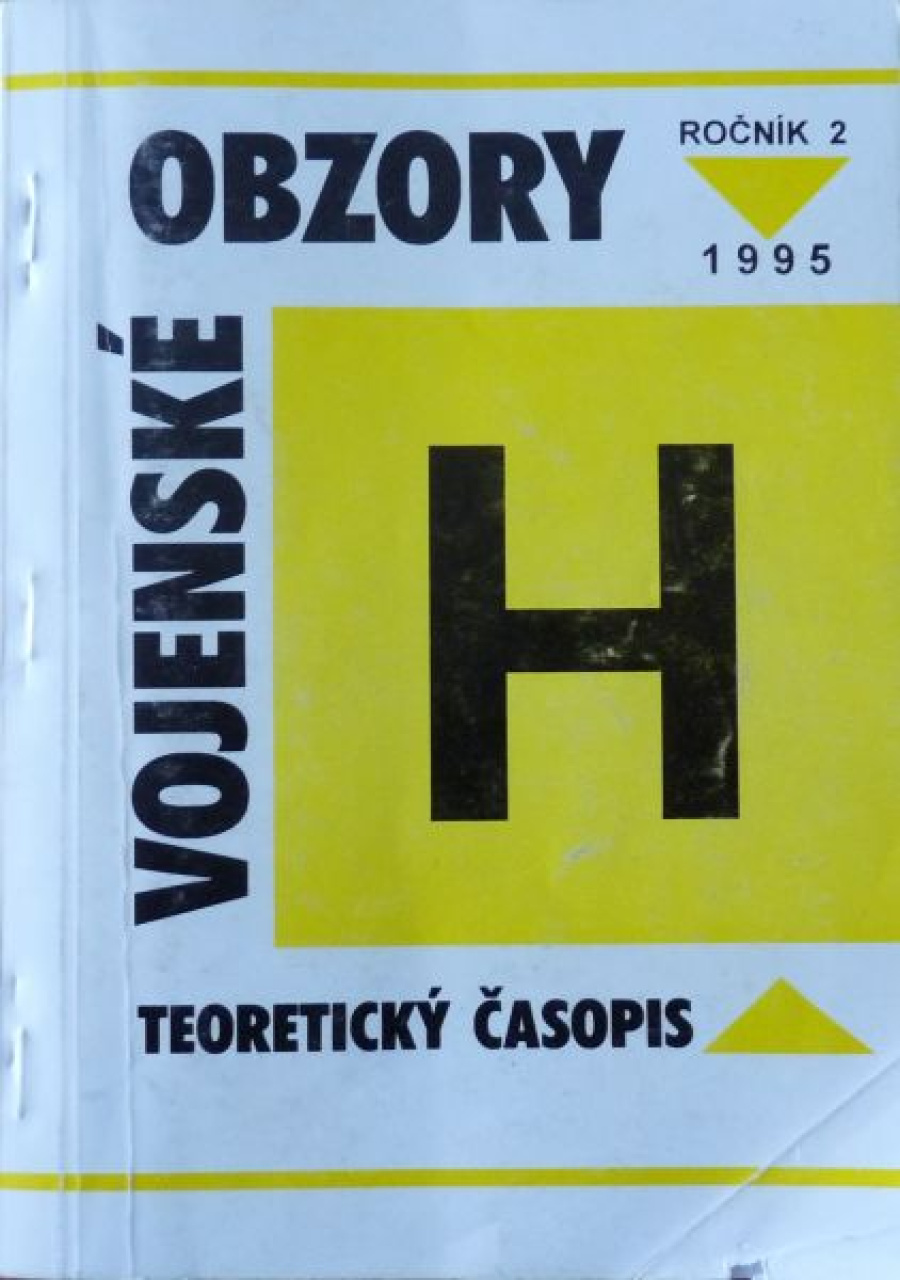 OBZORY
ROČNÍK 2
1995
VOJENSKÉ
H
TEORETICKÝ ČASOPIS